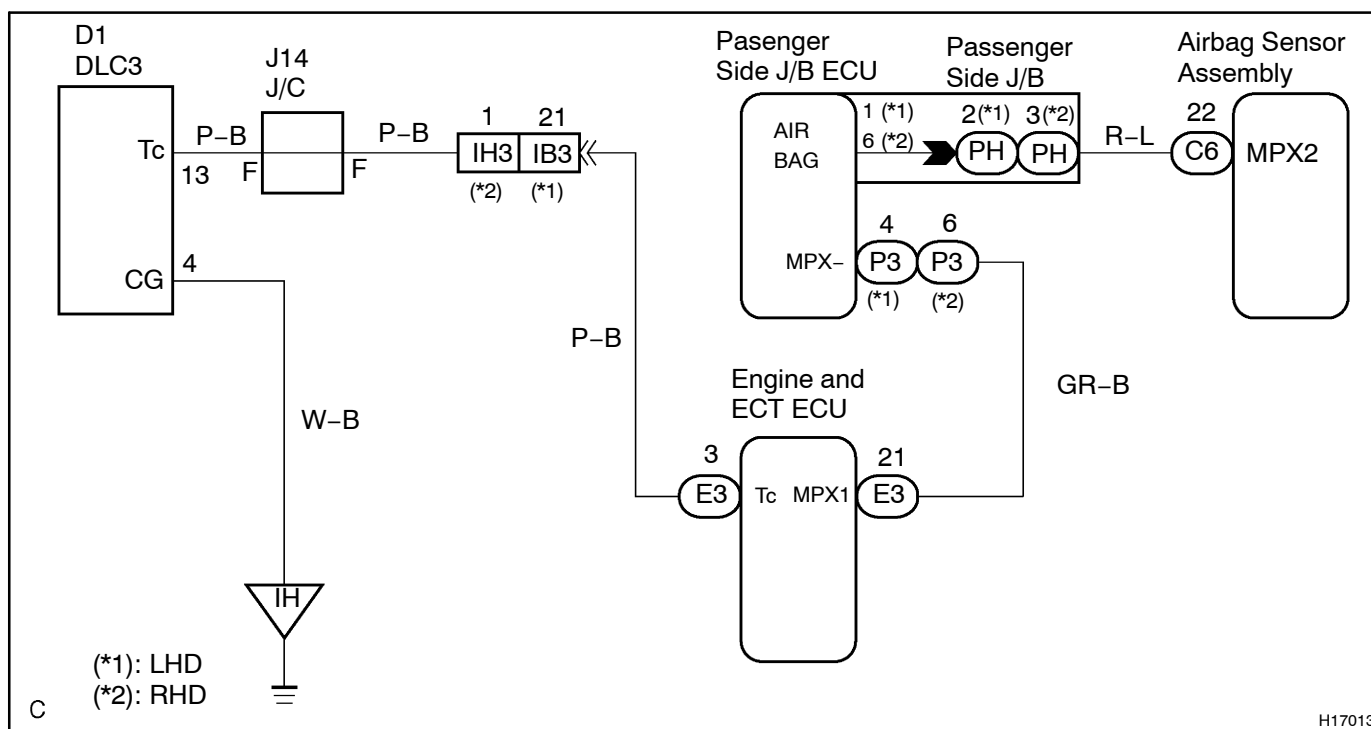 D1
DLC3
J14
J/C
Tc
13
P–B
F
F
P–B
1
21
IH3
IB3
(*2)
(*1)
CG
4
W–B
IH
P–B
(*1): LHD
(*2): RHD
C
Pasenger
Side J/B ECU
Passenger
Side J/B
Airbag Sensor
Assembly
AIR
BAG
1 (*1)
6 (*2)
2(*1)
3(*2)
PH
PH
R–L
22
C6
MPX2
MPX–
4
6
P3
P3
(*1)
(*2)
GR–B
Engine and
ECT ECU
3
E3
Tc
MPX1
21
E3
H17013